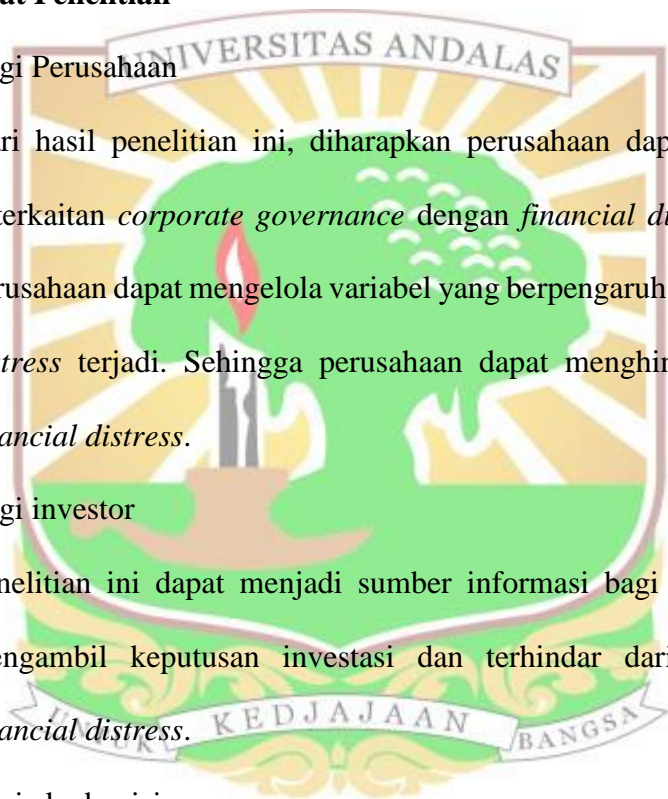 at Penelitian
UNIVERSITAS ANDALAS
gi Perusahaan
ri hasil penelitian ini, diharapkan perusahaan dap
terkaitan corporate governance dengan financial di
rusahaan dapat mengelola variabel yang berpengaruh
tress terjadi. Sehingga perusahaan dapat menghin
ancial distress.
gi investor
nelitian ini dapat menjadi sumber informasi bagi
engambil keputusan investasi dan terhindar dari
ancial distress.
UNTUK KEDJAJAAN BANGSA